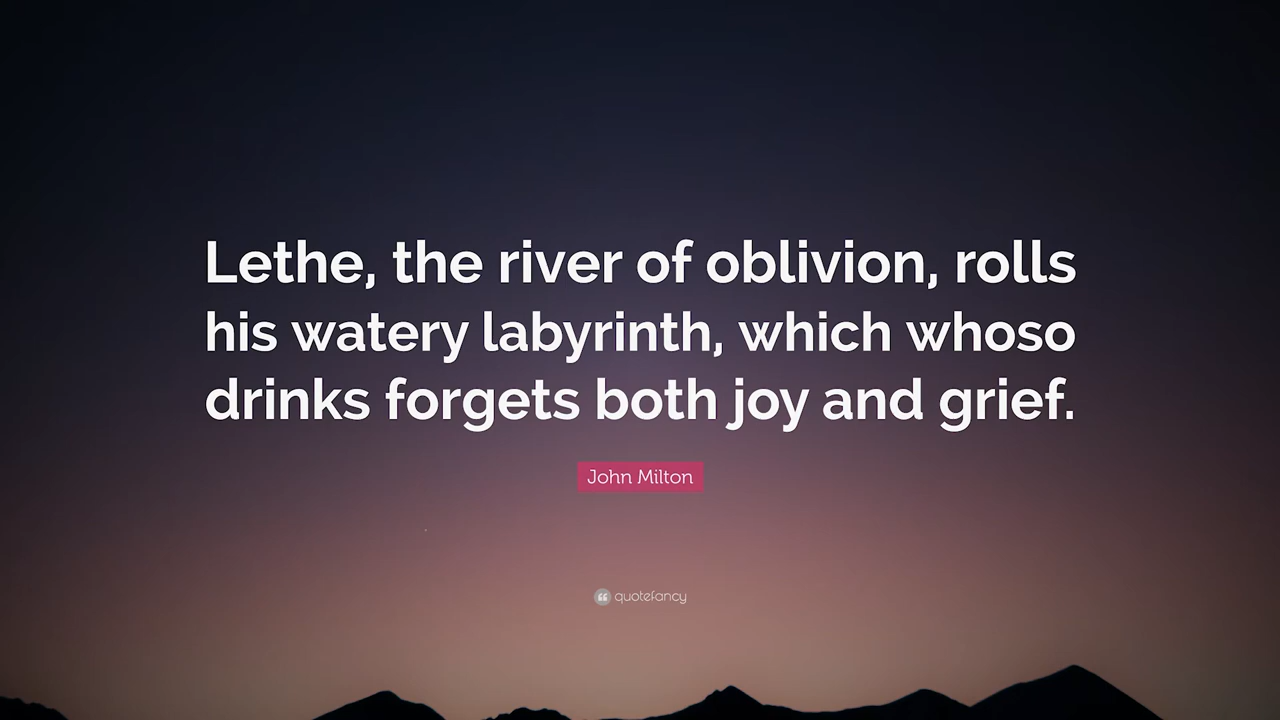 Lethe, the river of oblivion, rolls
his watery labyrinth, which whoso
drinks forgets both joy and grief.
John Milton
quotefancy